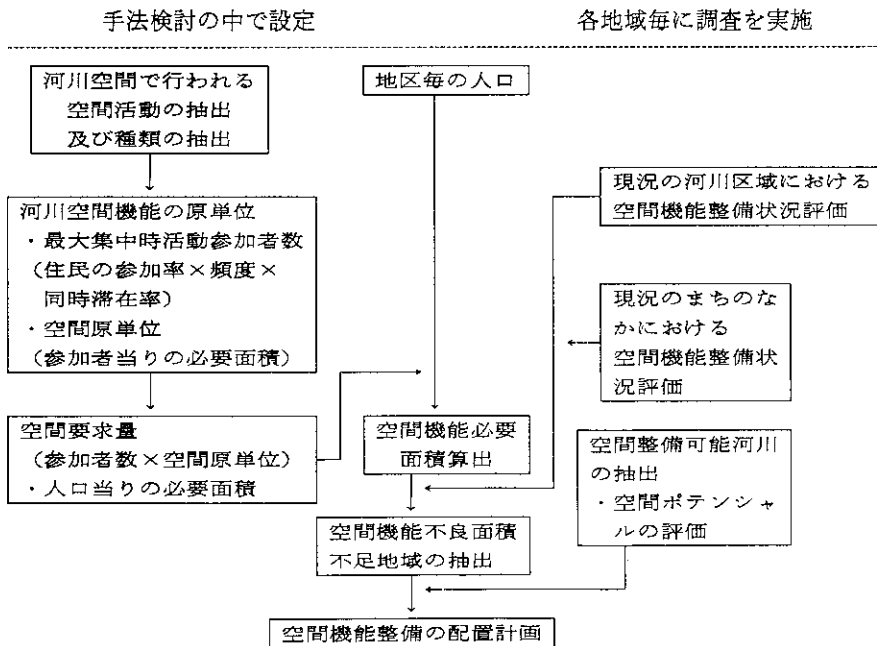 手法検討の中で設定
各地域毎に調査を実施
河川空間で行われる
空間活動の抽出
及び種類の抽出
地区毎の人口
現況の河川区域における
空間機能整備状況評価
河川空間機能の原単位
・最大集中時活動参加者数
（住民の参加率×頻度×
同時滞在率）
・空間原単位
（参加者当りの必要面積）
現況のまちのな
かにおける
空間機能整備状
況評価
空間要求量
（参加者数×空間原単位）
・人口当りの必要面積
空間機能必要
面積算出
空間整備可能河川
の抽出
・空間ポテンシャ
ルの評価
空間機能不良面積
不足地域の抽出
空間機能整備の配置計画